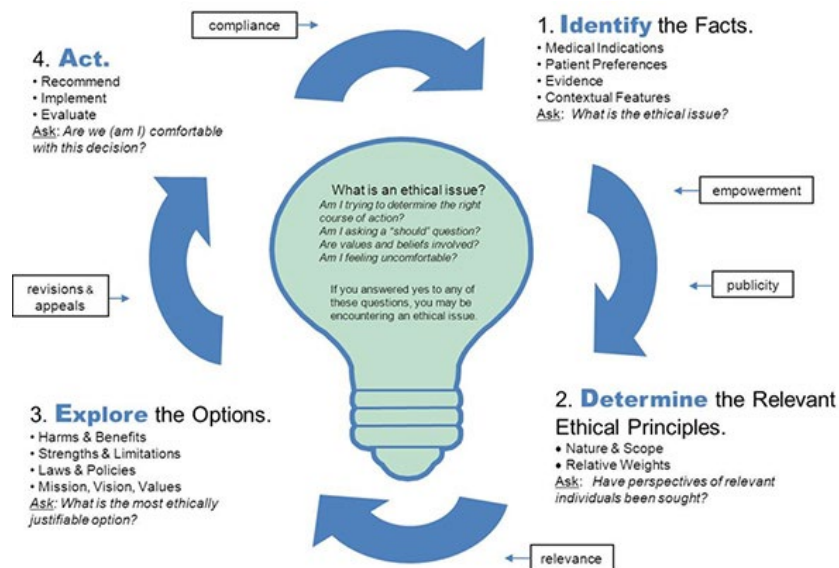 compliance
1. Identify the Facts.
• Medical Indications
• Patient Preferences
• Evidence
• Contextual Features
Ask: What is the ethical issue?
empowerment
publicity
2. Determine the Relevant
Ethical Principles.
• Nature & Scope
• Relative Weights
Ask: Have perspectives of relevant
individuals been sought?
relevance
3. Explore the Options.
• Harms & Benefits
• Strengths & Limitations
• Laws & Policies
• Mission, Vision, Values
Ask: What is the most ethically
justifiable option?
revisions &
appeals
4. Act.
• Recommend
• Implement
• Evaluate
Ask: Are we (am I) comfortable
with this decision?
What is an ethical issue?
Am I trying to determine the right
course of action?
Am I asking a “should” question?
Are values and beliefs involved?
Am I feeling uncomfortable?
If you answered yes to any of
these questions, you may be
encountering an ethical issue.